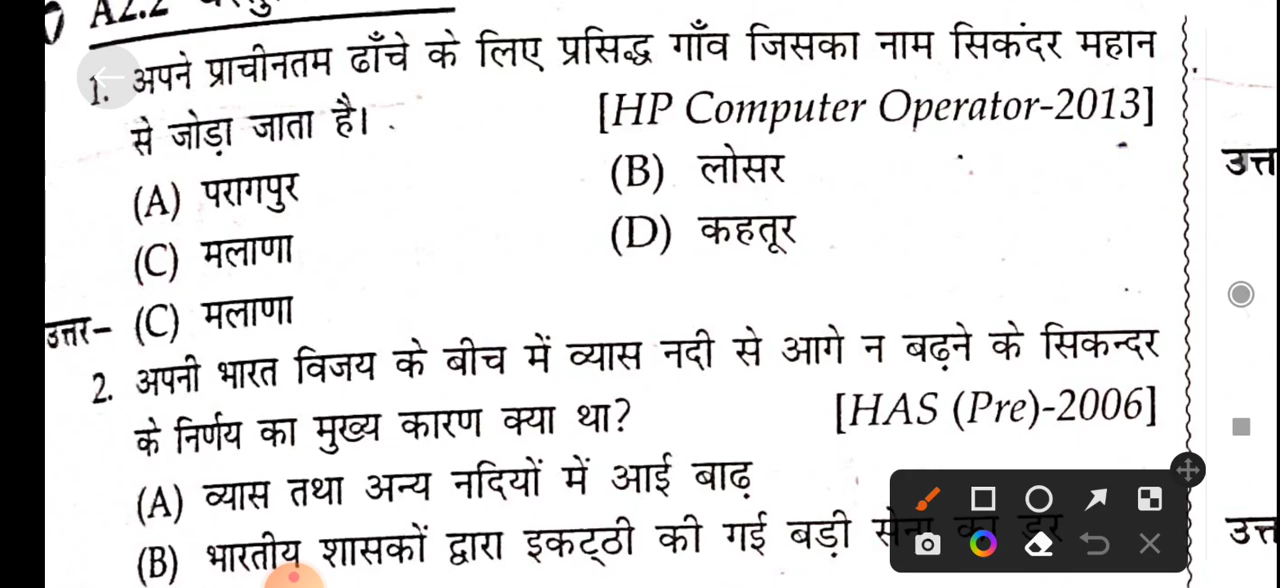 A2.2
1. अपने प्राचीनतम ढाँचे के लिए प्रसिद्ध गाँव जिसका नाम सिकंदर महान
से जोड़ा जाता है।
[HP Computer Operator-2013]
(A) परागपुर
(B) लोसर
(C) मलाणा
(D) कहतूर
उत्तर– (C) मलाणा
2. अपनी भारत विजय के बीच में व्यास नदी से आगे न बढ़ने के सिकन्दर
के निर्णय का मुख्य कारण क्या था?
[HAS (Pre)-2006]
(A) व्यास तथा अन्य नदियों में आई बाढ़
(B) भारतीय शासकों द्वारा इकट्ठी की गई बड़ी सेना का डर
उत्त
उत्त